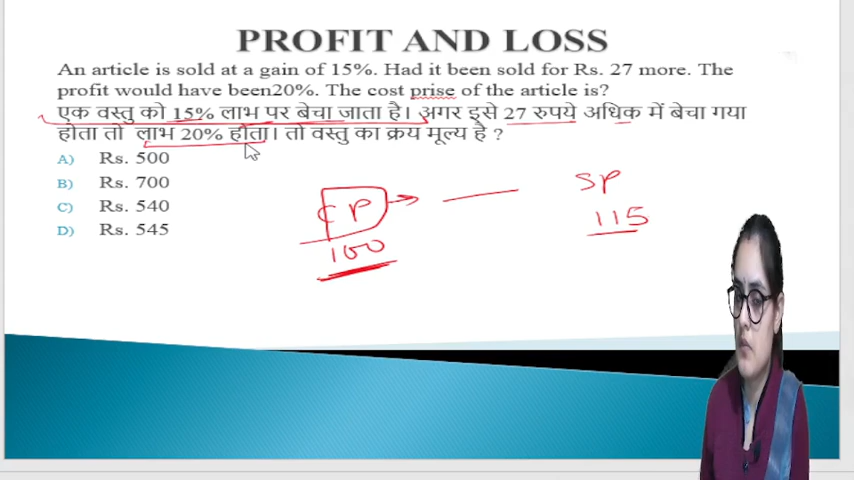 PROFIT AND LOSS
An article is sold at a gain of 15%. Had it been sold for Rs. 27 more. The
profit would have been20%. The cost prise of the article is?
एक वस्तु को 15% लाभ पर बेचा जाता है। अगर इसे 27 रुपये अधिक में बेचा गया
होता तो लाभ 20% होता। तो वस्तु का क्रय मूल्य है ?
A) Rs. 500
B) Rs. 700
C) Rs. 540
D) Rs. 545
CP
100
SP
115